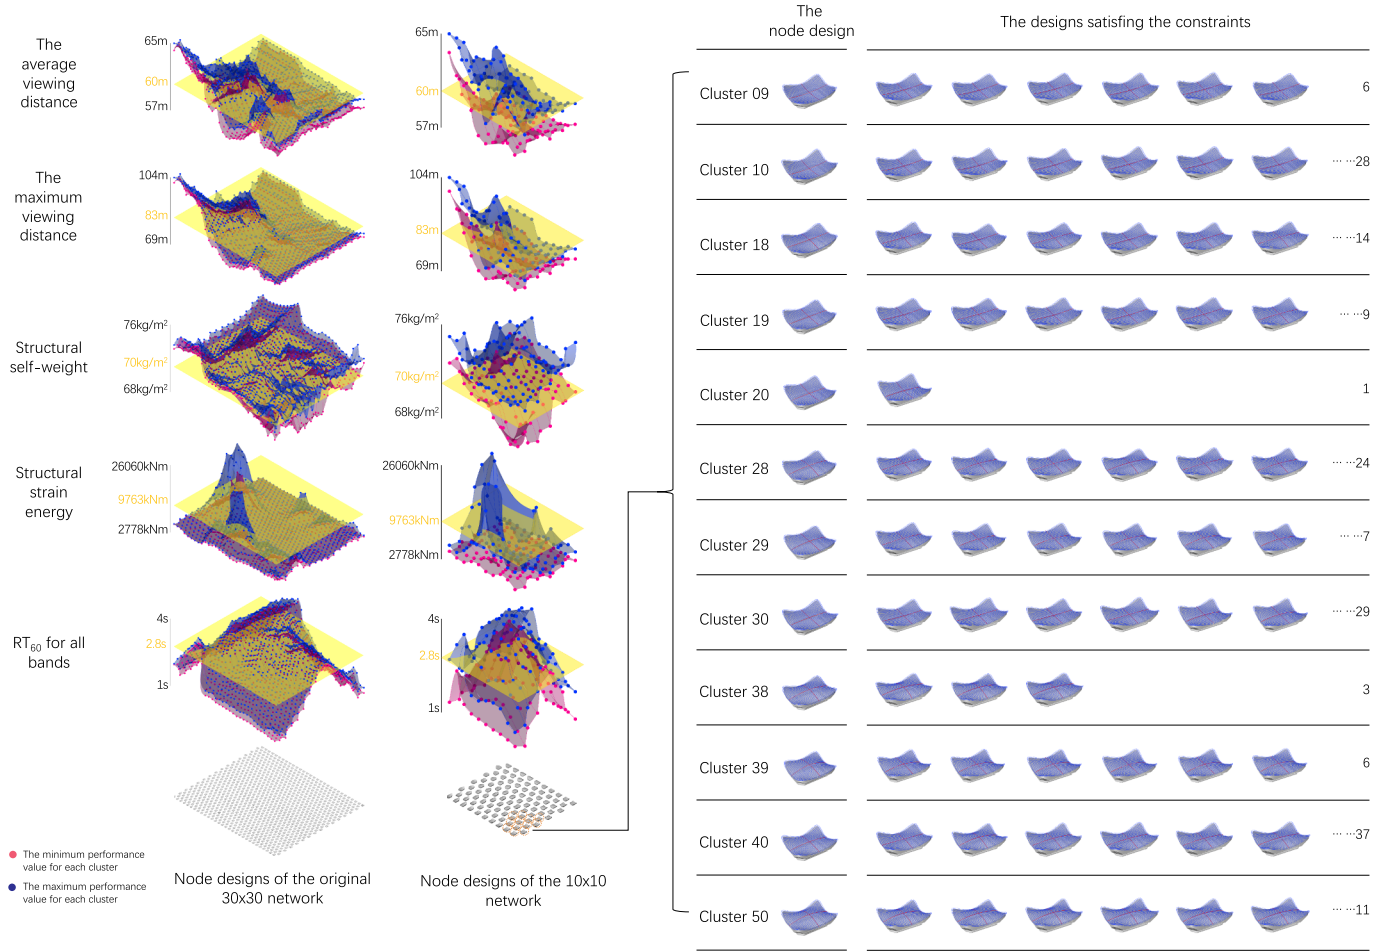 The
average
viewing
distance
65m
60m
57m
65m
60m
57m
The
maximum
viewing
distance
104m
83m
69m
104m
83m
69m
Structural
self-weight
76kg/m²
70kg/m²
68kg/m²
76kg/m²
70kg/m²
68kg/m²
Structural
strain
energy
26060kNm
9763kNm
2778kNm
26060kNm
9763kNm
2778kNm
RT₆₀ for all
bands
4s
2.8s
1s
4s
2.8s
1s
The minimum performance
value for each cluster
The maximum performance
value for each cluster
Node designs of the original
30x30 network
Node designs of the 10x10
network
The
node design
The designs satisfing the constraints
Cluster 09
6
Cluster 10
... ...28
Cluster 18
... ...14
Cluster 19
... ...9
Cluster 20
1
Cluster 28
... ...24
Cluster 29
... ...7
Cluster 30
... ...29
Cluster 38
3
Cluster 39
6
Cluster 40
... ...37
Cluster 50
... ...11